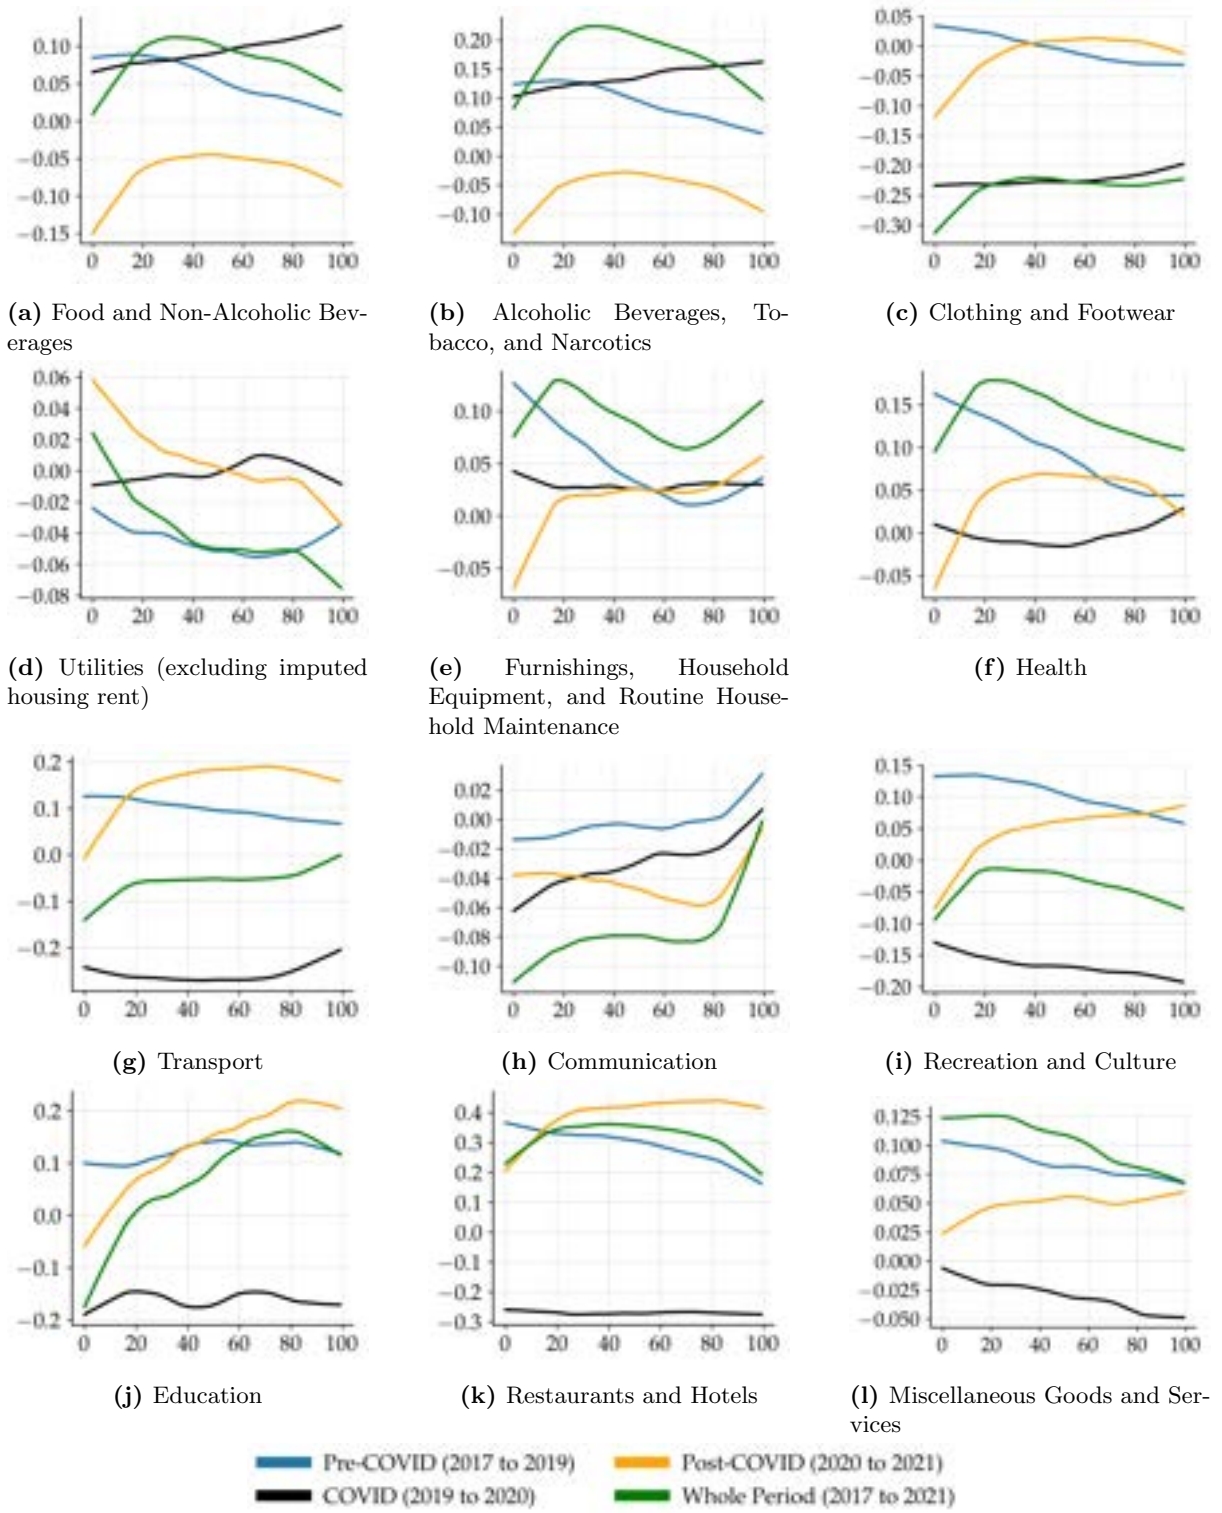 0.10
0.05
0.00
−0.05
−0.10
−0.15
0 20 40 60 80 100
(a) Food and Non-Alcoholic Bev-
erages
0.20
0.15
0.10
0.05
0.00
−0.05
−0.10
0 20 40 60 80 100
(b) Alcoholic Beverages, To-
bacco, and Narcotics
0.05
0.00
−0.05
−0.10
−0.15
−0.20
−0.25
−0.30
0 20 40 60 80 100
(c) Clothing and Footwear
0.06
0.04
0.02
0.00
−0.02
−0.04
−0.06
−0.08
0 20 40 60 80 100
(d) Utilities (excluding imputed
housing rent)
0.10
0.05
0.00
−0.05
0 20 40 60 80 100
(e) Furnishings, Household
Equipment, and Routine House-
hold Maintenance
0.15
0.10
0.05
0.00
−0.05
0 20 40 60 80 100
(f) Health
0.2
0.1
0.0
−0.1
−0.2
0 20 40 60 80 100
(g) Transport
0.02
0.00
−0.02
−0.04
−0.06
−0.08
−0.10
0 20 40 60 80 100
(h) Communication
0.15
0.10
0.05
0.00
−0.05
−0.10
−0.15
−0.20
0 20 40 60 80 100
(i) Recreation and Culture
0.2
0.1
0.0
−0.1
−0.2
0 20 40 60 80 100
(j) Education
0.4
0.3
0.2
0.1
0.0
−0.1
−0.2
−0.3
0 20 40 60 80 100
(k) Restaurants and Hotels
0.125
0.100
0.075
0.050
0.025
0.000
−0.025
−0.050
0 20 40 60 80 100
(l) Miscellaneous Goods and Ser-
vices
Pre-COVID (2017 to 2019)
Post-COVID (2020 to 2021)
COVID (2019 to 2020)
Whole Period (2017 to 2021)